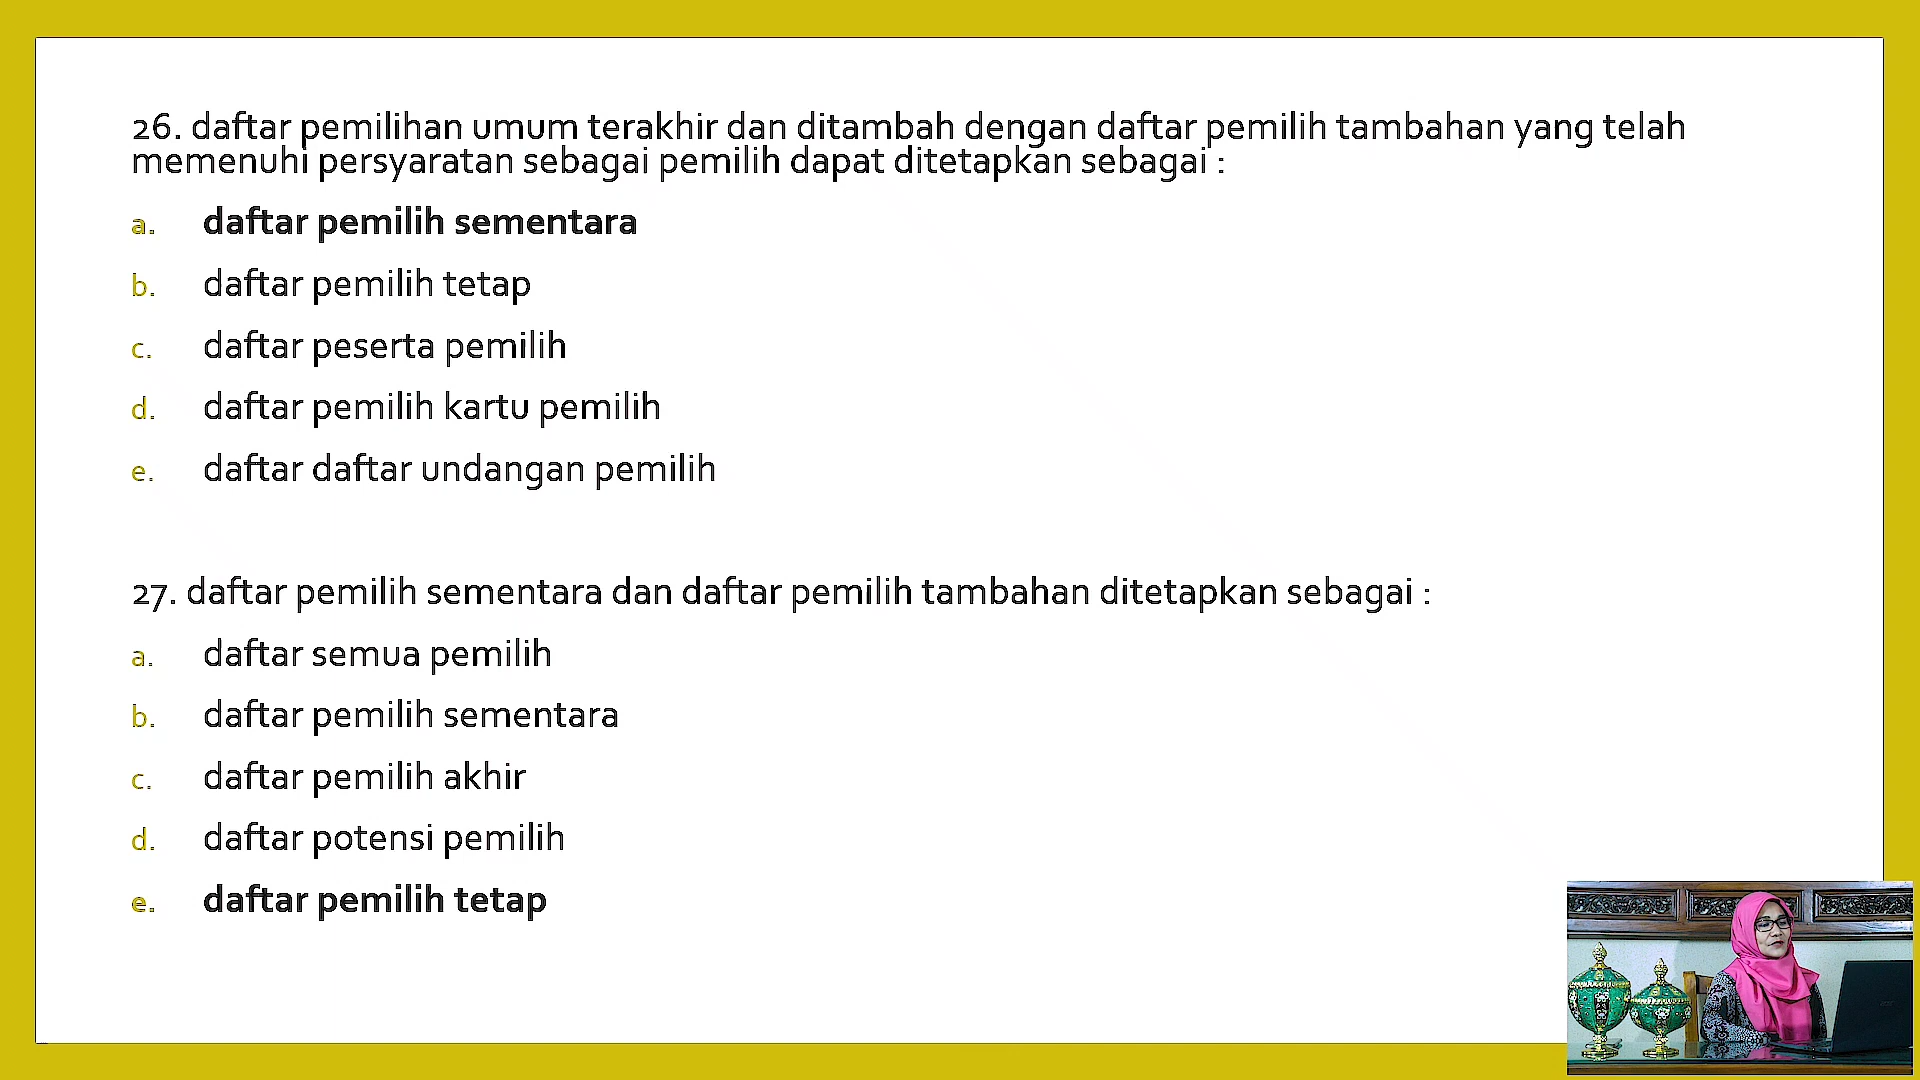 26. daftar pemilihan umum terakhir dan ditambah dengan daftar pemilih tambahan yang telah
memenuhi persyaratan sebagai pemilih dapat ditetapkan sebagai :
a. daftar pemilih sementara
b. daftar pemilih tetap
c. daftar peserta pemilih
d. daftar pemilih kartu pemilih
e. daftar daftar undangan pemilih
27. daftar pemilih sementara dan daftar pemilih tambahan ditetapkan sebagai :
a. daftar semua pemilih
b. daftar pemilih sementara
c. daftar pemilih akhir
d. daftar potensi pemilih
e. daftar pemilih tetap